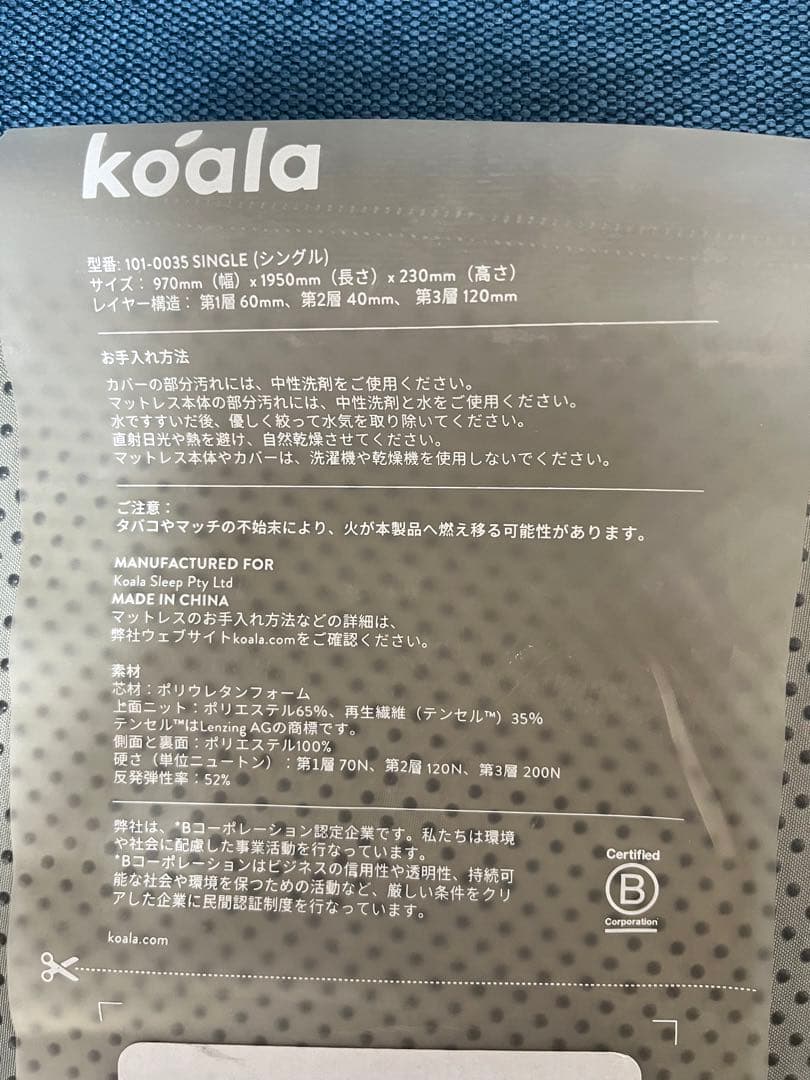 koala
型番: 101-0035 SINGLE (シングル)
サイズ： 970mm（幅）x 1950mm（長さ）x 230mm（高さ）
レイヤー構造： 第1層 60mm、第2層 40mm、 第3層 120mm
お手入れ方法
カバーの部分汚れには、中性洗剤をご使用ください。
マットレス本体の部分汚れには、中性洗剤と水をご使用ください。
水ですすいだ後、優しく絞って水気を取り除いてください。
直射日光や熱を避け、自然乾燥させてください。
マットレス本体やカバーは、洗濯機や乾燥機を使用しないでください。
ご注意：
タバコやマッチの不始末により、火が本製品へ燃え移る可能性があります。
MANUFACTURED FOR
Koala Sleep Pty Ltd
MADE IN CHINA
マットレスのお手入れ方法などの詳細は、
弊社ウェブサイトkoala.comをご確認ください。
素材
芯材：ポリウレタンフォーム
上面ニット：ポリエステル65%、再生繊維（テンセル™）35%
テンセル™はLenzing AGの商標です。
側面と裏面：ポリエステル100%
硬さ（単位ニュートン）：第1層 70N、第2層 120N、第3層 200N
反発弾性率：52%
弊社は、*Bコーポレーション認定企業です。私たちは環境
や社会に配慮した事業活動を行なっています。
*Bコーポレーションはビジネスの信用性や透明性、持続可
能な社会や環境を保つための活動など、厳しい条件をクリ
アした企業に民間認証制度を行なっています。
Certified
B
Corporation
koala.com